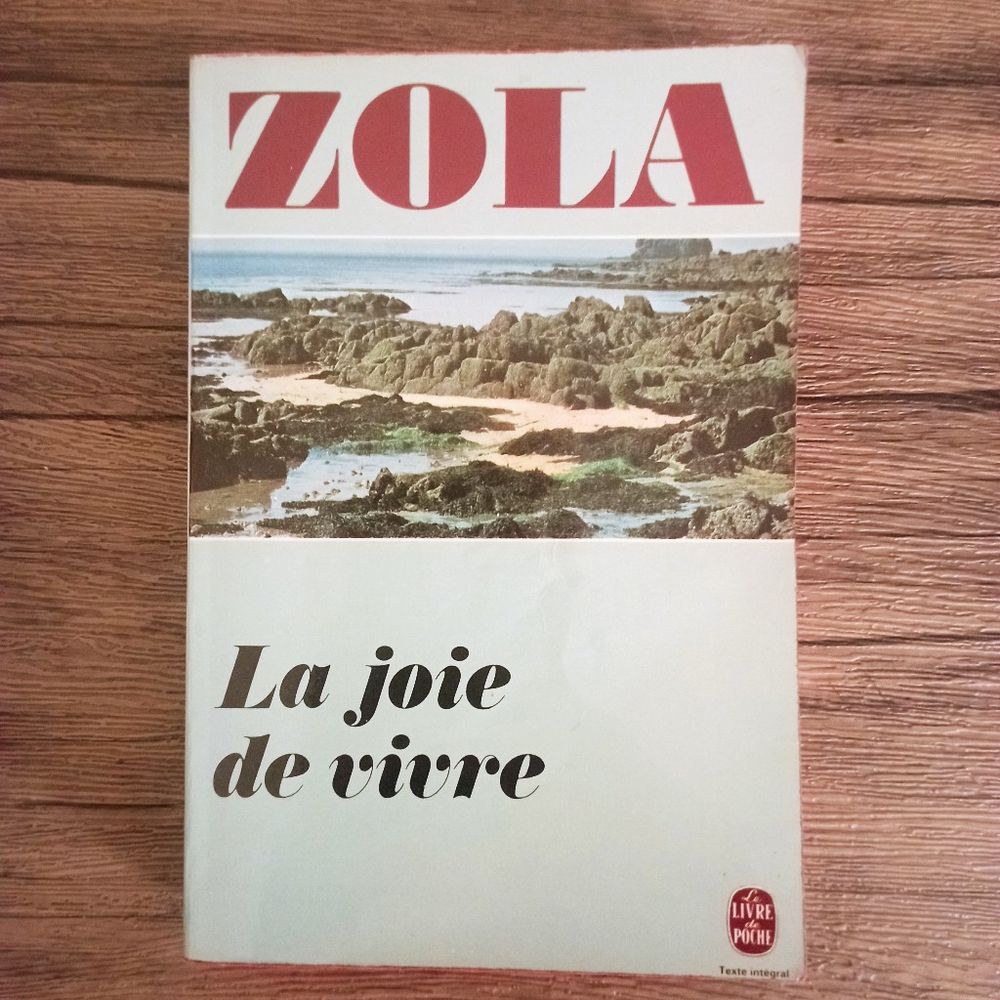 ZOLA
La joie
de vivre
Le
LIVRE
de
POCHE
Texte intégral